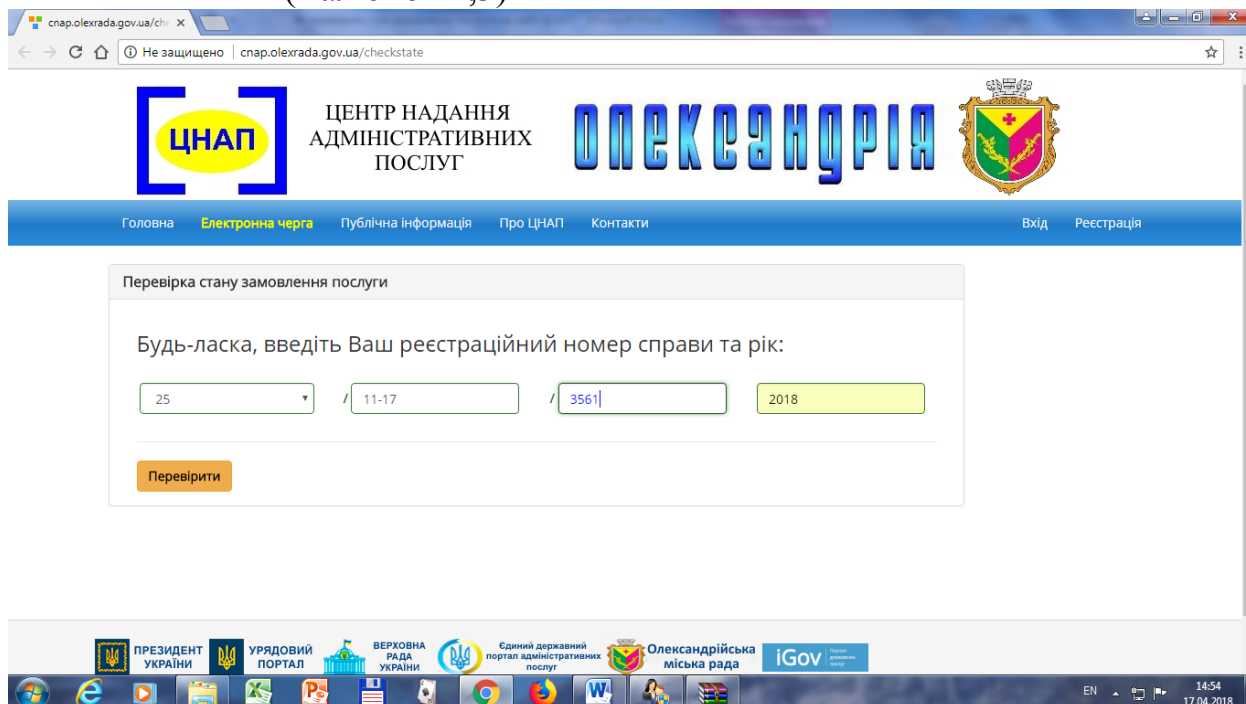 cnap.olexrada.gov.ua/che
Не защищено | cnap.olexrada.gov.ua/checkstate
ЦНАП
ЦЕНТР НАДАННЯ
АДМІНІСТРАТИВНИХ
ПОСЛУГ
ОЛЕКСАНДРІЯ
Головна Електронна черга Публічна інформація Про ЦНАП Контакти Вхід Реєстрація
Перевірка стану замовлення послуги
Будь-ласка, введіть Ваш реєстраційний номер справи та рік:
25 / 11-17 / 3561 2018
Перевірити
ПРЕЗИДЕНТ
УКРАЇНИ
УРЯДОВИЙ
ПОРТАЛ
ВЕРХОВНА
РАДА
УКРАЇНИ
Єдиний державний
портал адміністративних
послуг
Олександрійська
міська рада
iGov
EN 14:54
17.04.2018